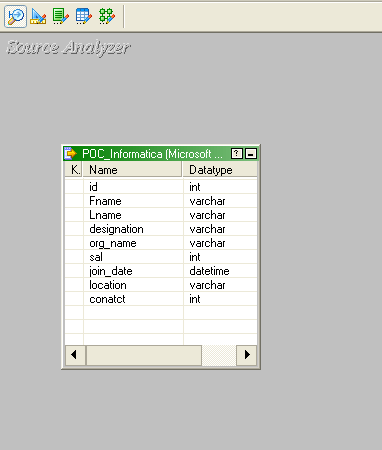 Source Analyzer
POC_Informatica (Microsoft ...
K. Name Datatype
id int
Fname varchar
Lname varchar
designation varchar
org_name varchar
sal int
join_date datetime
location varchar
conatct int